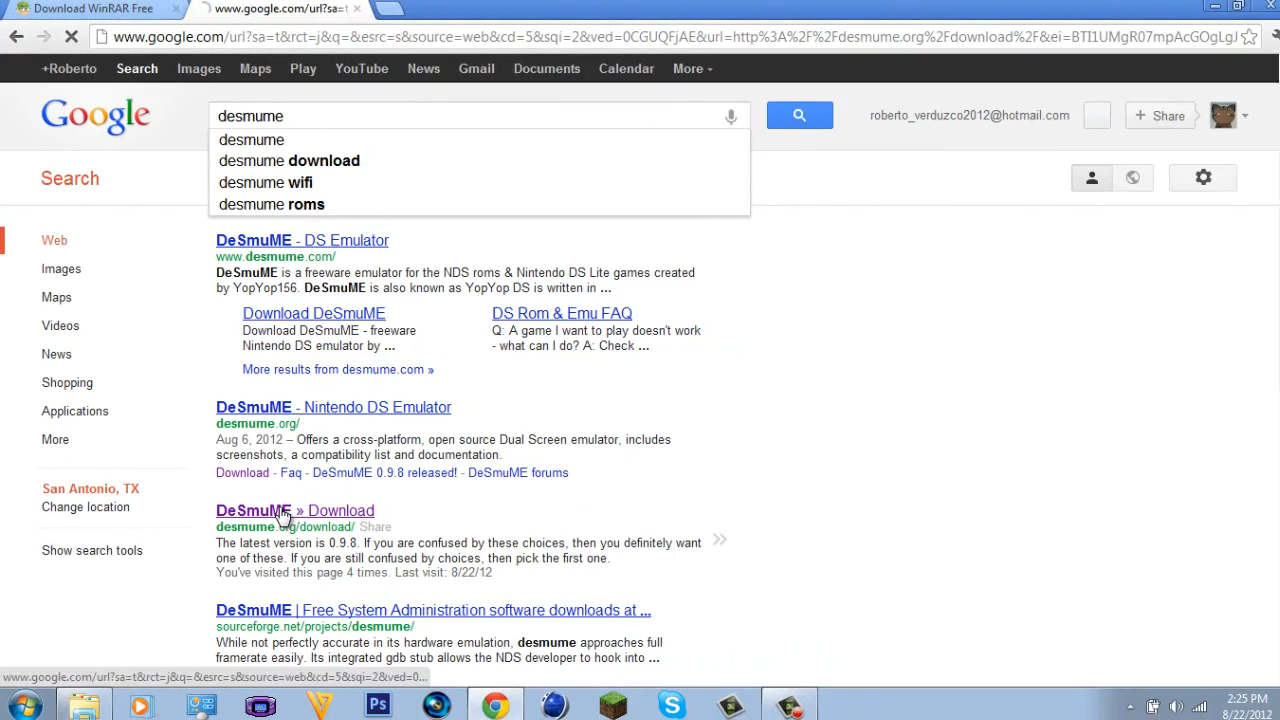 Download WinRAR Free
www.google.com/url?sa=t
www.google.com/url?sa=t&rct=j&q=&esrc=s&source=web&cd=5&sqi=2&ved=0CGUQFjAE&url=http%3A%2F%2Fdesmume.org%2Fdownload%2F&ei=BTI1UMgR07mpAcGOgLgJ
+Roberto Search Images Maps Play YouTube News Gmail Documents Calendar More
Google
desmume
roberto_verduzco2012@hotmail.com
+ Share
desmume
desmume download
desmume wifi
desmume roms
Search
Web
Images
Maps
Videos
News
Shopping
Applications
More
San Antonio, TX
Change location
Show search tools
DeSmuME - DS Emulator
www.desmume.com/
DeSmuME is a freeware emulator for the NDS roms & Nintendo DS Lite games created
by YopYop156. DeSmuME is also known as YopYop DS is written in ...
Download DeSmuME
Download DeSmuME - freeware
Nintendo DS emulator by ...
DS Rom & Emu FAQ
Q: A game I want to play doesn't work
- what can I do? A: Check ...
More results from desmume.com »
DeSmuME - Nintendo DS Emulator
desmume.org/
Aug 6, 2012 – Offers a cross-platform, open source Dual Screen emulator, includes
screenshots, a compatibility list and documentation.
Download - Faq - DeSmuME 0.9.8 released! - DeSmuME forums
DeSmuME » Download
desmume.org/download/ Share
The latest version is 0.9.8. If you are confused by these choices, then you definitely want
one of these. If you are still confused by choices, then pick the first one.
You've visited this page 4 times. Last visit: 8/22/12
DeSmuME | Free System Administration software downloads at ...
sourceforge.net/projects/desmume/
While not perfectly accurate in its hardware emulation, desmume approaches full
framerate easily. Its integrated gdb stub allows the NDS developer to hook into ...
www.google.com/url?sa=t&rct=j&q=&esrc=s&source=web&cd=5&sqi=2&ved=0...
Ps
2:25 PM
8/22/2012